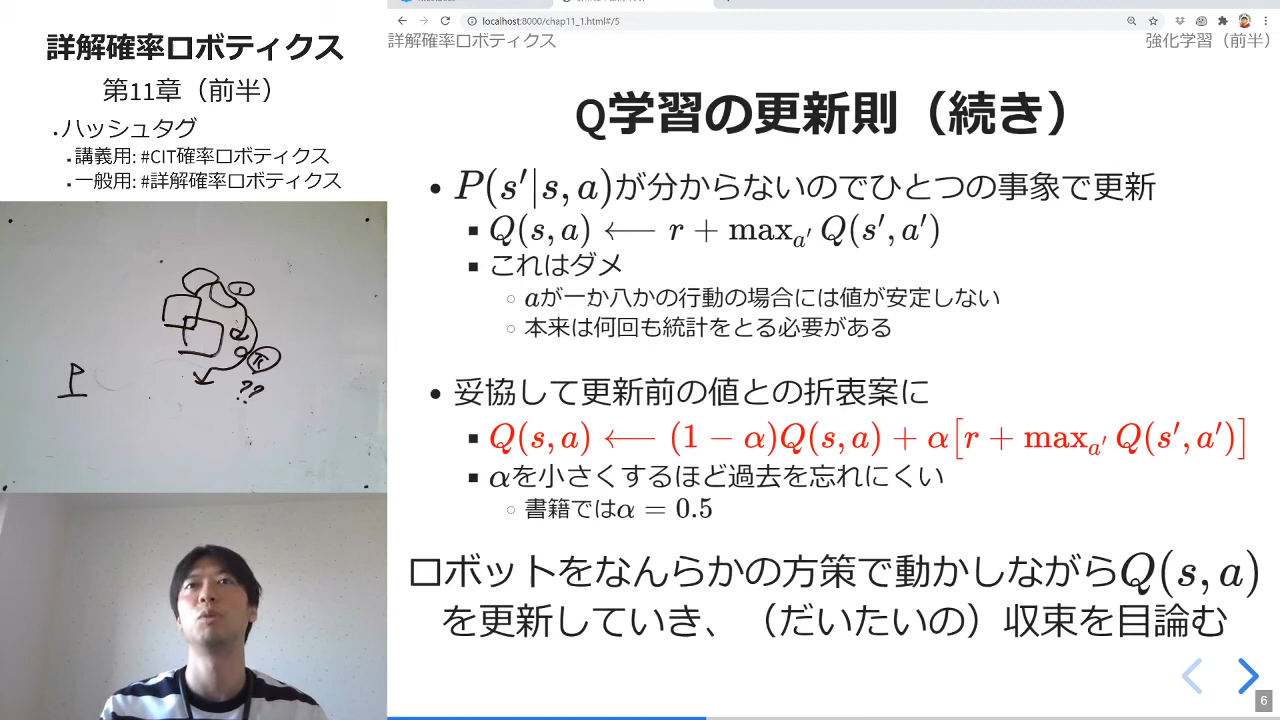 localhost:8000/chap11_1.html#/5
詳解確率ロボティクス
第11章（前半）
ハッシュタグ
講義用: #CIT確率ロボティクス
一般用: #詳解確率ロボティクス
詳解確率ロボティクス
強化学習（前半）
Q学習の更新則（続き）
P(s′|s, a)が分からないのでひとつの事象で更新
Q(s, a) ⟵ r + max_{a′} Q(s′, a′)
これはダメ
aが一か八かの行動の場合には値が安定しない
本来は何回も統計をとる必要がある
妥協して更新前の値との折衷案に
Q(s, a) ⟵ (1 − α)Q(s, a) + α[r + max_{a′} Q(s′, a′)]
αを小さくするほど過去を忘れにくい
書籍ではα = 0.5
ロボットをなんらかの方策で動かしながらQ(s, a)
を更新していき、（だいたいの）収束を目論む
6
??